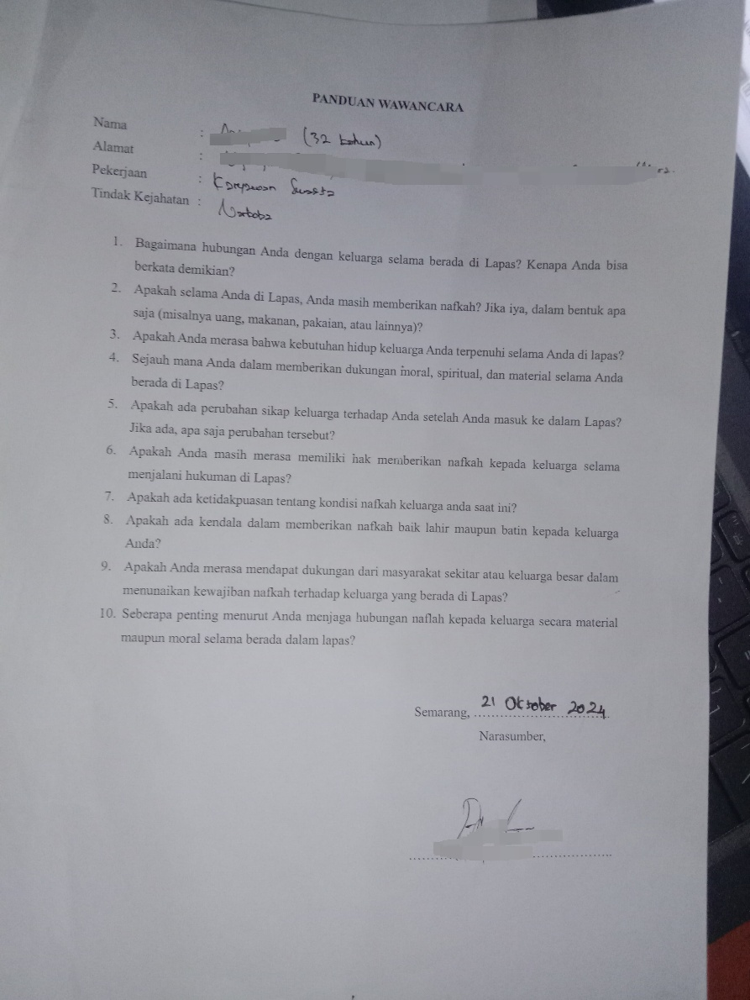 PANDUAN WAWANCARA
Nama : (32 tahun)
Alamat :
Pekerjaan : Karyawan Swasta
Tindak Kejahatan : Narkoba
1. Bagaimana hubungan Anda dengan keluarga selama berada di Lapas? Kenapa Anda bisa
berkata demikian?
2. Apakah selama Anda di Lapas, Anda masih memberikan nafkah? Jika iya, dalam bentuk apa
saja (misalnya uang, makanan, pakaian, atau lainnya)?
3. Apakah Anda merasa bahwa kebutuhan hidup keluarga Anda terpenuhi selama Anda di lapas?
4. Sejauh mana Anda dalam memberikan dukungan moral, spiritual, dan material selama Anda
berada di Lapas?
5. Apakah ada perubahan sikap keluarga terhadap Anda setelah Anda masuk ke dalam Lapas?
Jika ada, apa saja perubahan tersebut?
6. Apakah Anda masih merasa memiliki hak memberikan nafkah kepada keluarga selama
menjalani hukuman di Lapas?
7. Apakah ada ketidakpuasan tentang kondisi nafkah keluarga anda saat ini?
8. Apakah ada kendala dalam memberikan nafkah baik lahir maupun batin kepada keluarga
Anda?
9. Apakah Anda merasa mendapat dukungan dari masyarakat sekitar atau keluarga besar dalam
menunaikan kewajiban nafkah terhadap keluarga yang berada di Lapas?
10. Seberapa penting menurut Anda menjaga hubungan naflah kepada keluarga secara material
maupun moral selama berada dalam lapas?
Semarang, 21 Oktober 2024
Narasumber,